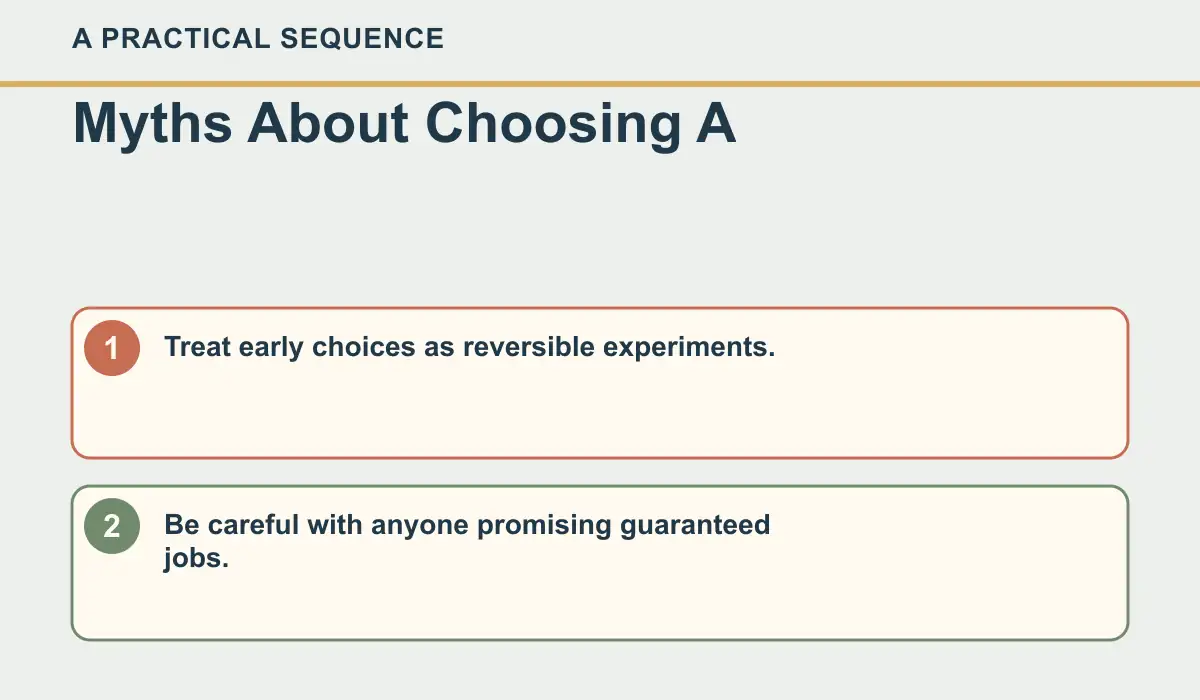 A PRACTICAL SEQUENCE
Myths About Choosing A
1
Treat early choices as reversible experiments.
2
Be careful with anyone promising guaranteed
jobs.